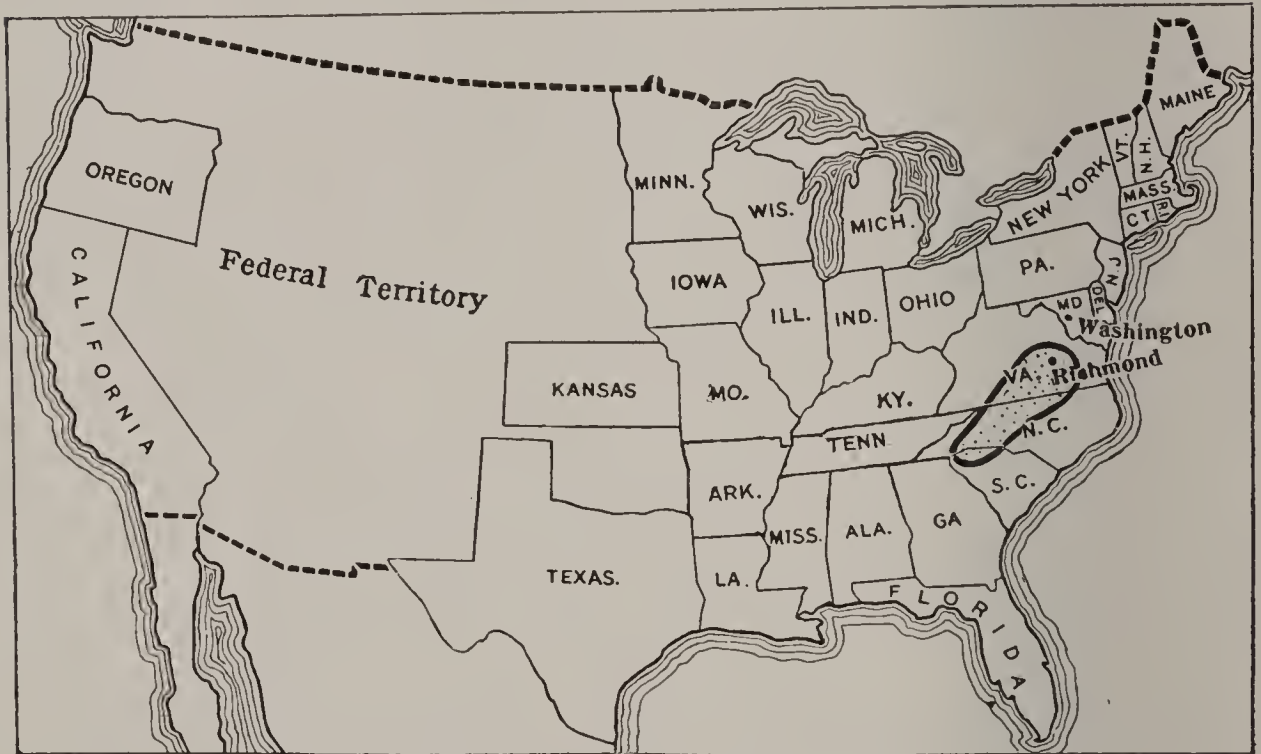 MAINE
VT.
N.H.
OREGON
MINN.
NEW YORK
MASS.
WIS.
MICH.
CT.
R.I.
CALIFORNIA
Federal Territory
IOWA
PA.
N.J
ILL.
IND.
OHIO
MD
DEL
Washington
KANSAS
MO.
KY.
VA.
Richmond
TENN
N.C.
ARK.
S.C.
MISS.
ALA.
GA
TEXAS.
LA.
FLORIDA